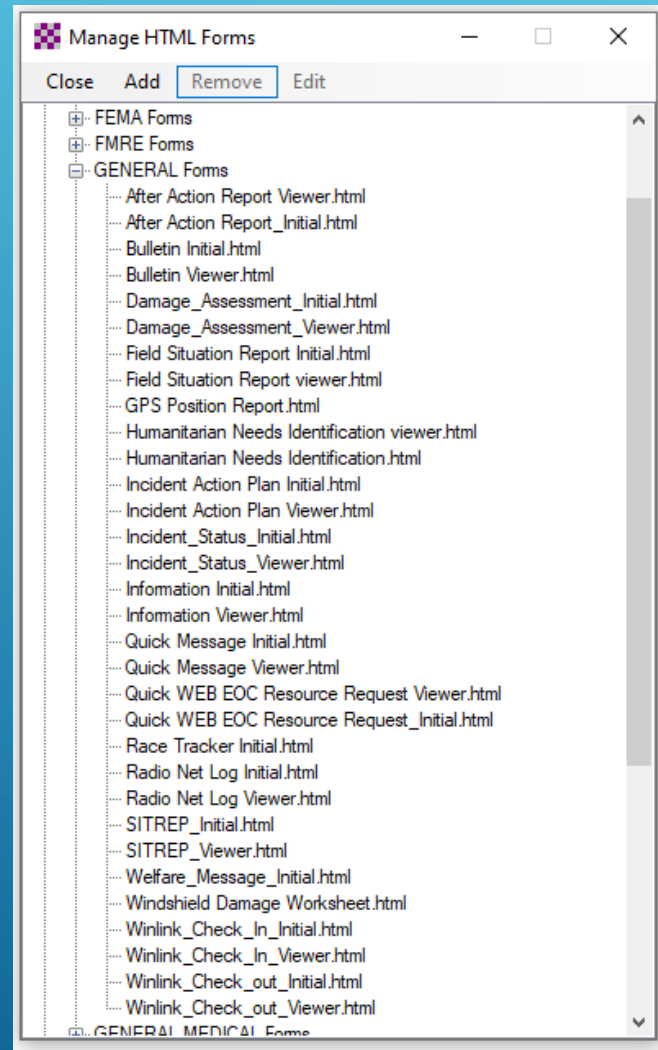 Manage HTML Forms
Close Add Remove Edit
FEMA Forms
FMRE Forms
GENERAL Forms
After Action Report Viewer.html
After Action Report_Initial.html
Bulletin Initial.html
Bulletin Viewer.html
Damage_Assessment_Initial.html
Damage_Assessment_Viewer.html
Field Situation Report Initial.html
Field Situation Report viewer.html
GPS Position Report.html
Humanitarian Needs Identification viewer.html
Humanitarian Needs Identification.html
Incident Action Plan Initial.html
Incident Action Plan Viewer.html
Incident_Status_Initial.html
Incident_Status_Viewer.html
Information Initial.html
Information Viewer.html
Quick Message Initial.html
Quick Message Viewer.html
Quick WEB EOC Resource Request Viewer.html
Quick WEB EOC Resource Request_Initial.html
Race Tracker Initial.html
Radio Net Log Initial.html
Radio Net Log Viewer.html
SITREP_Initial.html
SITREP_Viewer.html
Welfare_Message_Initial.html
Windshield Damage Worksheet.html
Winlink_Check_In_Initial.html
Winlink_Check_In_Viewer.html
Winlink_Check_out_Initial.html
Winlink_Check_out_Viewer.html
GENERAL MEDICAL Forms